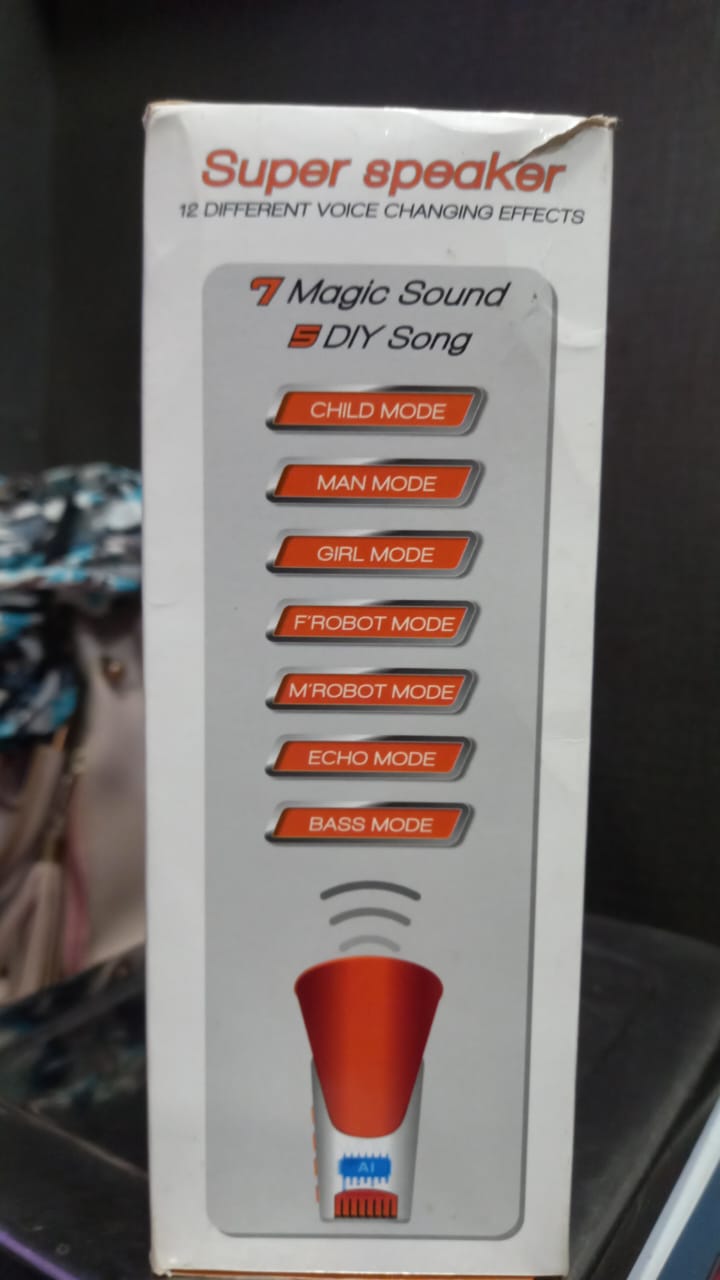 Super speaker
12 DIFFERENT VOICE CHANGING EFFECTS
7 Magic Sound
5 DIY Song
CHILD MODE
MAN MODE
GIRL MODE
F'ROBOT MODE
M'ROBOT MODE
ECHO MODE
BASS MODE
AI